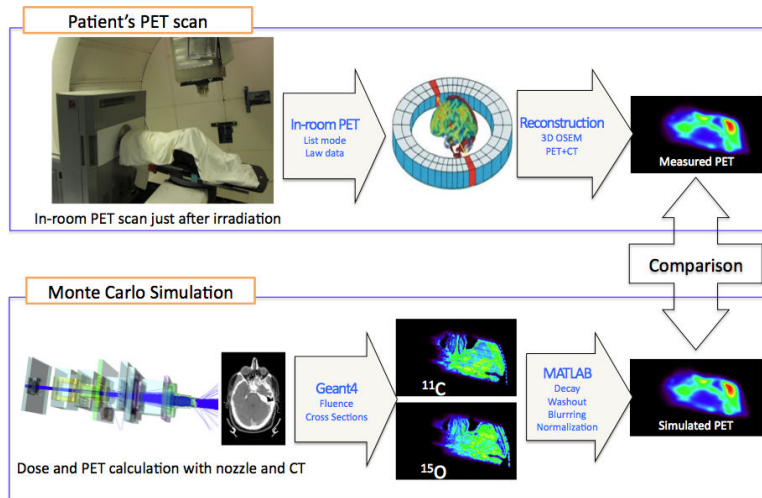 Patient's PET scan
In-room PET
List mode
Law data
Reconstruction
3D OSEM
PET+CT
Measured PET
In-room PET scan just after irradiation
Comparison
Monte Carlo Simulation
Geant4
Fluence
Cross Sections
¹¹C
¹⁵O
MATLAB
Decay
Washout
Blurrring
Normalization
Simulated PET
Dose and PET calculation with nozzle and CT